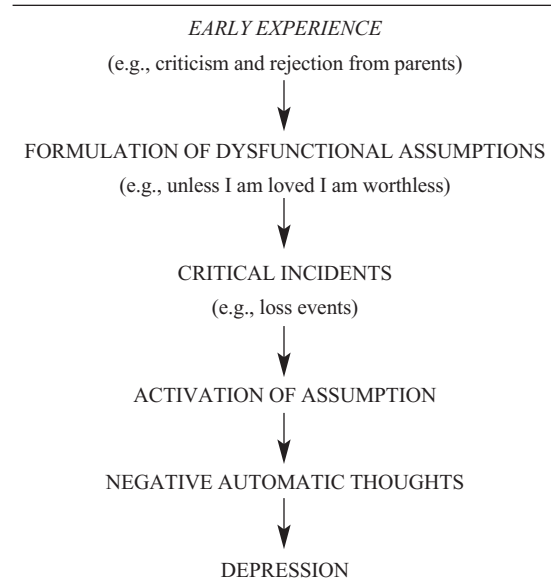 EARLY EXPERIENCE
(e.g., criticism and rejection from parents)
FORMULATION OF DYSFUNCTIONAL ASSUMPTIONS
(e.g., unless I am loved I am worthless)
CRITICAL INCIDENTS
(e.g., loss events)
ACTIVATION OF ASSUMPTION
NEGATIVE AUTOMATIC THOUGHTS
DEPRESSION